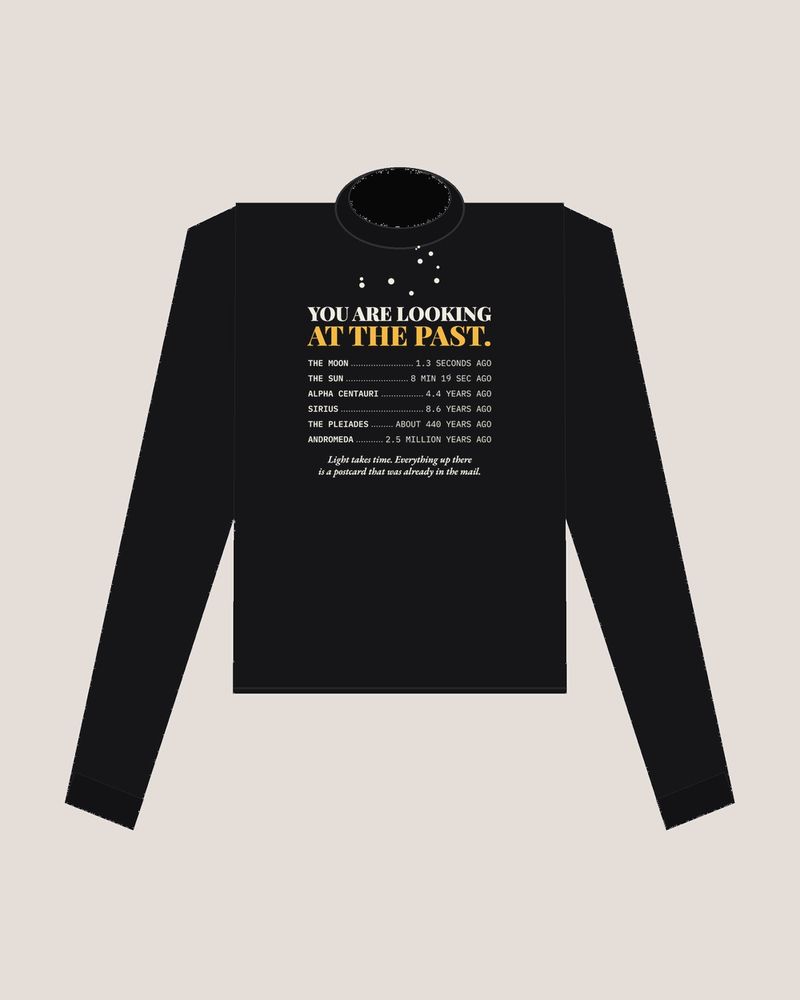 YOU ARE LOOKING
AT THE PAST.
THE MOON ........................ 1.3 SECONDS AGO
THE SUN ........................ 8 MIN 19 SEC AGO
ALPHA CENTAURI ................ 4.4 YEARS AGO
SIRIUS ................................ 8.6 YEARS AGO
THE PLEIADES ........ ABOUT 440 YEARS AGO
ANDROMEDA .......... 2.5 MILLION YEARS AGO
Light takes time. Everything up there
is a postcard that was already in the mail.